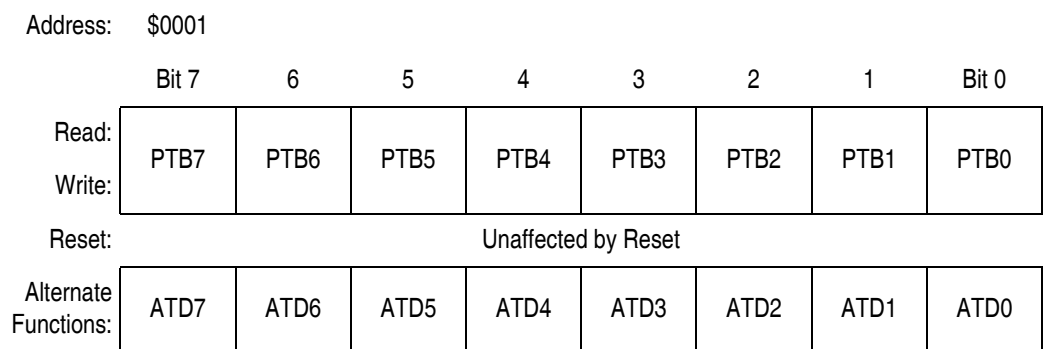 Address: $0001
Bit 7 6 5 4 3 2 1 Bit 0
Read:
PTB7 PTB6 PTB5 PTB4 PTB3 PTB2 PTB1 PTB0
Write:
Reset: Unaffected by Reset
Alternate
Functions: ATD7 ATD6 ATD5 ATD4 ATD3 ATD2 ATD1 ATD0